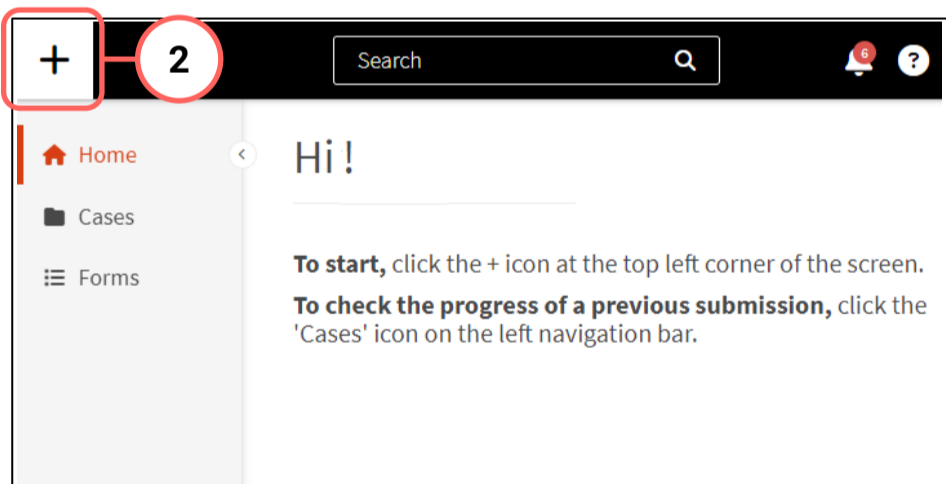 +
2
Search
6
?
Home
Hi!
Cases
Forms
To start, click the + icon at the top left corner of the screen.
To check the progress of a previous submission, click the
'Cases' icon on the left navigation bar.